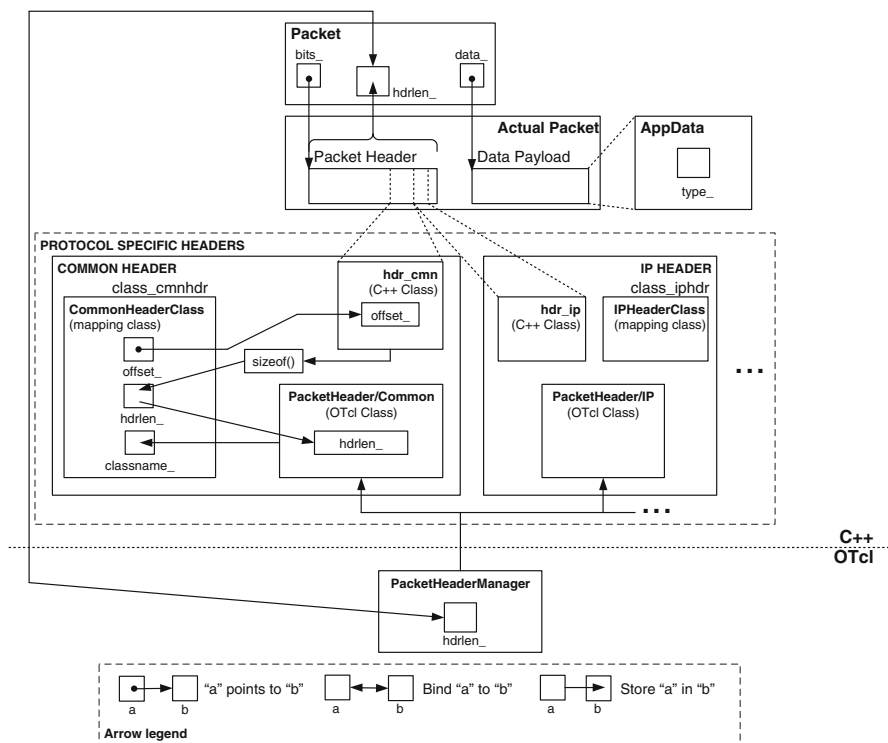 Packet
bits_
data_
hdrlen_
Actual Packet
AppData
Packet Header
Data Payload
type_
PROTOCOL SPECIFIC HEADERS
COMMON HEADER
class_cmnhdr
hdr_cmn
(C++ Class)
offset_
CommonHeaderClass
(mapping class)
offset_
sizeof()
hdrlen_
PacketHeader/Common
(OTcl Class)
hdrlen_
classname_
IP HEADER
class_iphdr
hdr_ip
(C++ Class)
IPHeaderClass
(mapping class)
PacketHeader/IP
(OTcl Class)
...
...
C++
OTcl
PacketHeaderManager
hdrlen_
a
b
“a” points to “b”
a
b
Bind “a” to “b”
a
b
Store “a” in “b”
Arrow legend